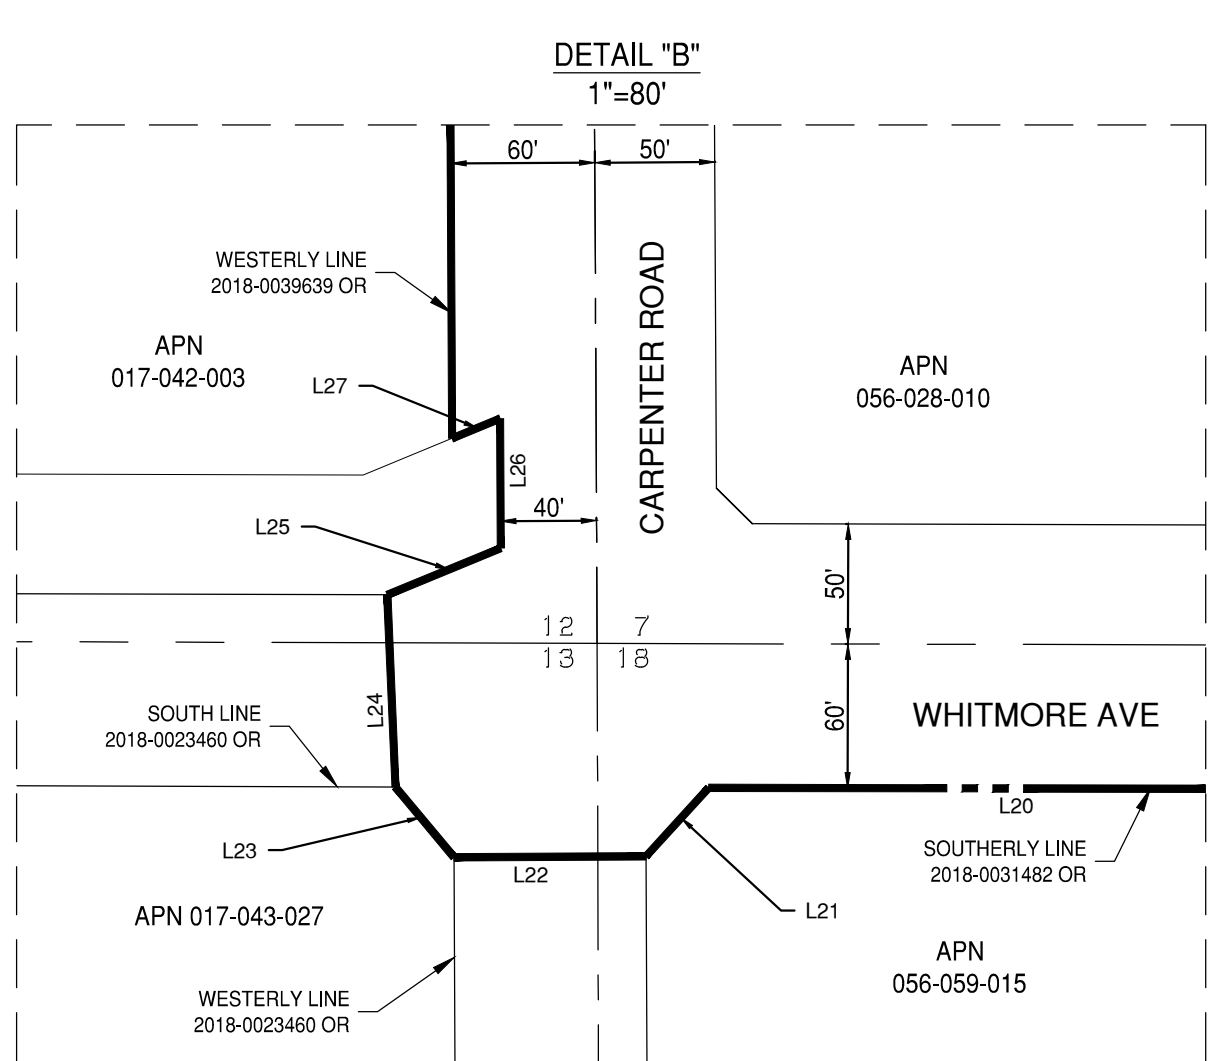 DETAIL "B"
1"=80'
60'
50'
WESTERLY LINE
2018-0039639 OR
CARPENTER ROAD
APN
017-042-003
APN
056-028-010
L27
L26
40'
L25
50'
12
7
13
18
L24
60'
SOUTH LINE
2018-0023460 OR
WHITMORE AVE
L20
L23
SOUTHERLY LINE
2018-0031482 OR
L22
L21
APN 017-043-027
APN
056-059-015
WESTERLY LINE
2018-0023460 OR